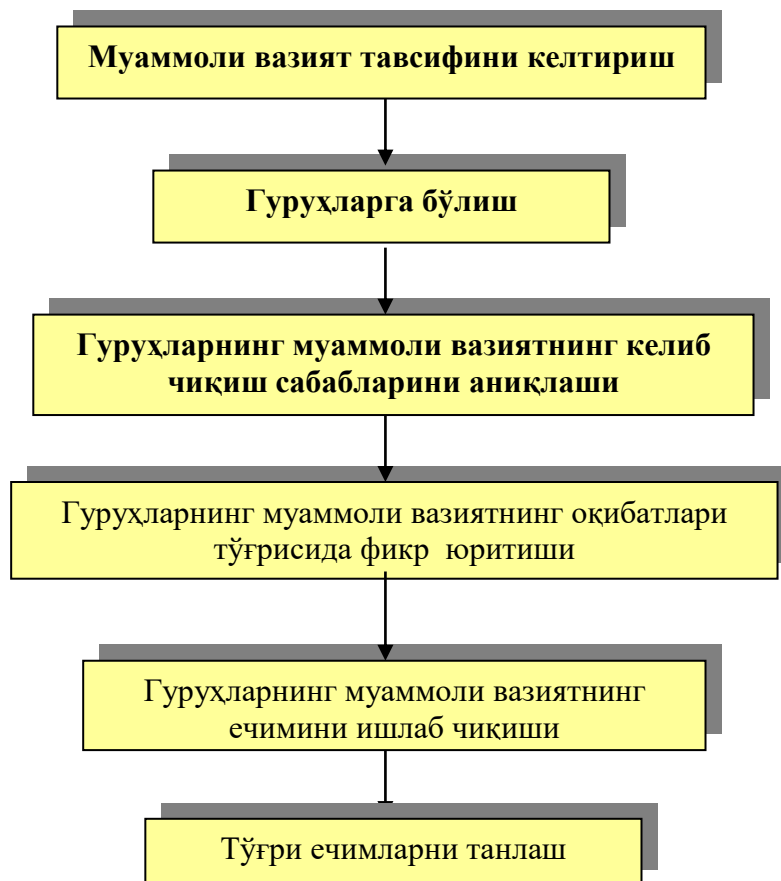 Муаммоли вазият тавсифини келтириш
Гуруҳларга бўлиш
Гуруҳларнинг муаммоли вазиятнинг келиб
чиқиш сабабларини аниқлаши
Гуруҳларнинг муаммоли вазиятнинг оқибатлари
тўғрисида фикр юритиши
Гуруҳларнинг муаммоли вазиятнинг
ечимини ишлаб чиқиши
Тўғри ечимларни танлаш